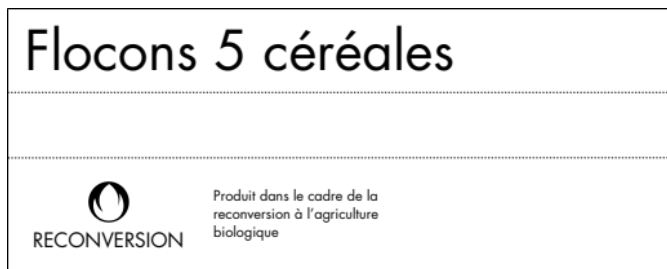 Flocons 5 céréales
Produit dans le cadre de la
reconversion à l'agriculture
biologique
RECONVERSION